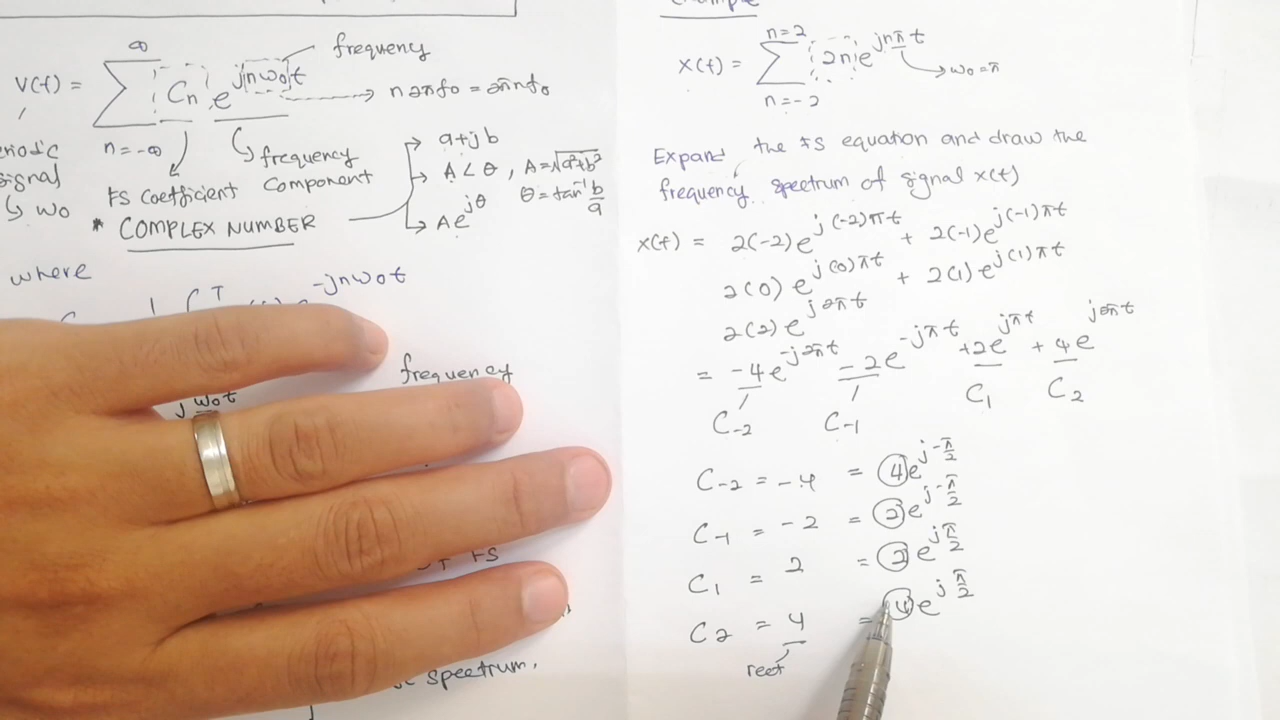 ∞
V(t) = ∑ Cn e^jnω0t
frequency
n2πf0 = 2πnf0
n=-∞
frequency
component
FS coefficient
* COMPLEX NUMBER
a+jb
A∠θ, A=√a²+b²
θ=tan⁻¹ b/a
Ae^jθ
signal
↳ ω0
where
e^-jnω0t
frequency
jω0t
FS
spectrum,
Example
n=2
x(t) = ∑ 2n e^jnπt
ω0=π
n=-2
Expand the FS equation and draw the
frequency spectrum of signal x(t)
x(t) = 2(-2)e^j(-2)πt + 2(-1)e^j(-1)πt
2(0)e^j(0)πt + 2(1)e^j(1)πt
2(2)e^j2πt
= -4e^-j2πt -2e^-jπt +2e^jπt + 4e^j2πt
C-2 C-1 C1 C2
C-2 = -4 = 4e^j-π/2
C-1 = -2 = 2e^j-π/2
C1 = 2 = 2e^jπ/2
C2 = 4 = 4e^jπ/2